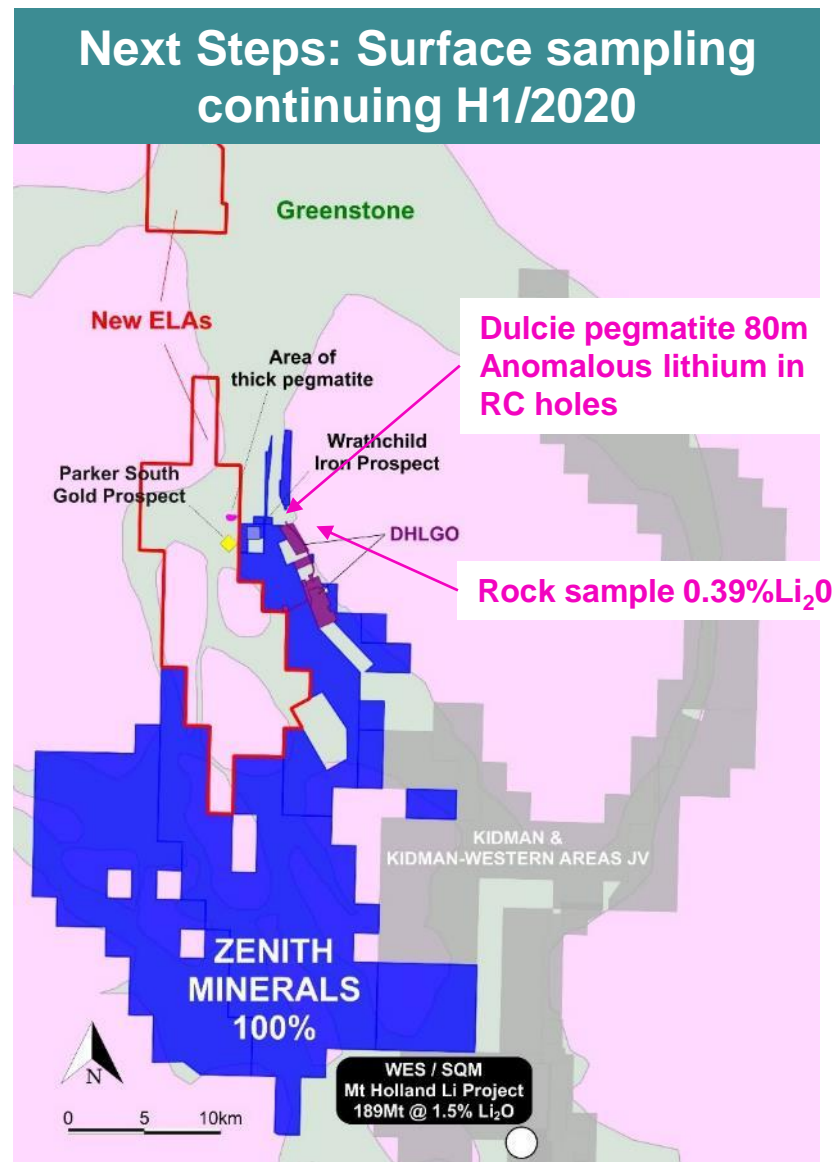 Next Steps: Surface sampling
continuing H1/2020
Greenstone
New ELAs
Dulcie pegmatite 80m
Anomalous lithium in
RC holes
Area of
thick pegmatite
Wrathchild
Iron Prospect
Parker South
Gold Prospect
DHLGO
Rock sample 0.39%Li₂0
KIDMAN &
KIDMAN-WESTERN AREAS JV
ZENITH
MINERALS
100%
WES / SQM
Mt Holland Li Project
189Mt @ 1.5% Li₂O
N
0 5 10km